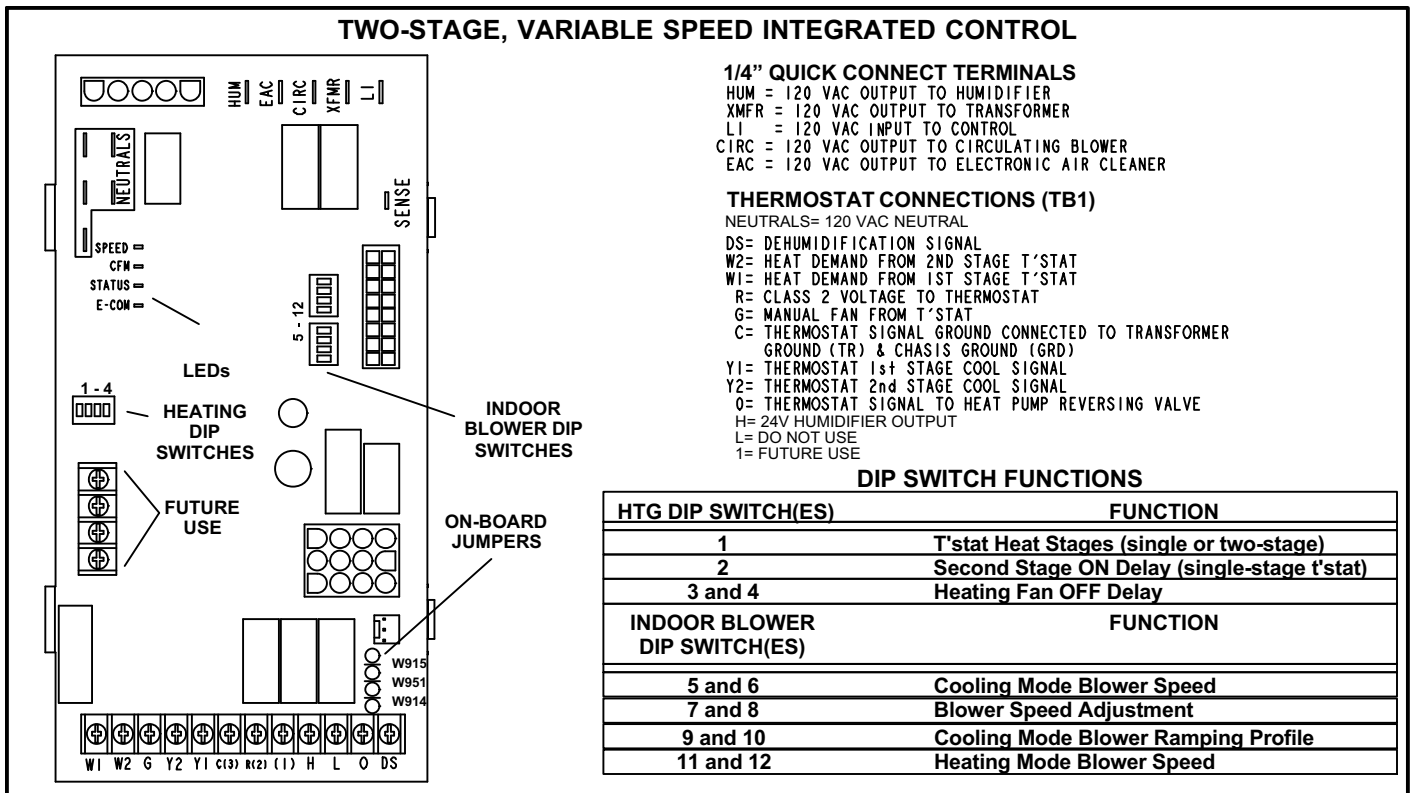 TWO-STAGE, VARIABLE SPEED INTEGRATED CONTROL
HUM
EAC
CIRC
XFMR
L1
NEUTRALS
SENSE
SPEED
CFM
STATUS
E-COM
5 - 12
LEDs
1 - 4
HEATING
DIP
SWITCHES
INDOOR
BLOWER DIP
SWITCHES
FUTURE
USE
ON-BOARD
JUMPERS
W915
W951
W914
W1 W2 G Y2 Y1 C(3) R(2) (1) H L O DS
1/4” QUICK CONNECT TERMINALS
HUM = 120 VAC OUTPUT TO HUMIDIFIER
XMFR = 120 VAC OUTPUT TO TRANSFORMER
L1 = 120 VAC INPUT TO CONTROL
CIRC = 120 VAC OUTPUT TO CIRCULATING BLOWER
EAC = 120 VAC OUTPUT TO ELECTRONIC AIR CLEANER
THERMOSTAT CONNECTIONS (TB1)
NEUTRALS= 120 VAC NEUTRAL
DS= DEHUMIDIFICATION SIGNAL
W2= HEAT DEMAND FROM 2ND STAGE T'STAT
W1= HEAT DEMAND FROM 1ST STAGE T'STAT
R= CLASS 2 VOLTAGE TO THERMOSTAT
G= MANUAL FAN FROM T'STAT
C= THERMOSTAT SIGNAL GROUND CONNECTED TO TRANSFORMER
GROUND (TR) & CHASIS GROUND (GRD)
Y1= THERMOSTAT 1st STAGE COOL SIGNAL
Y2= THERMOSTAT 2nd STAGE COOL SIGNAL
O= THERMOSTAT SIGNAL TO HEAT PUMP REVERSING VALVE
H= 24V HUMIDIFIER OUTPUT
L= DO NOT USE
1= FUTURE USE
DIP SWITCH FUNCTIONS
HTG DIP SWITCH(ES) FUNCTION
1 T'stat Heat Stages (single or two-stage)
2 Second Stage ON Delay (single-stage t'stat)
3 and 4 Heating Fan OFF Delay
INDOOR BLOWER FUNCTION
DIP SWITCH(ES)
5 and 6 Cooling Mode Blower Speed
7 and 8 Blower Speed Adjustment
9 and 10 Cooling Mode Blower Ramping Profile
11 and 12 Heating Mode Blower Speed